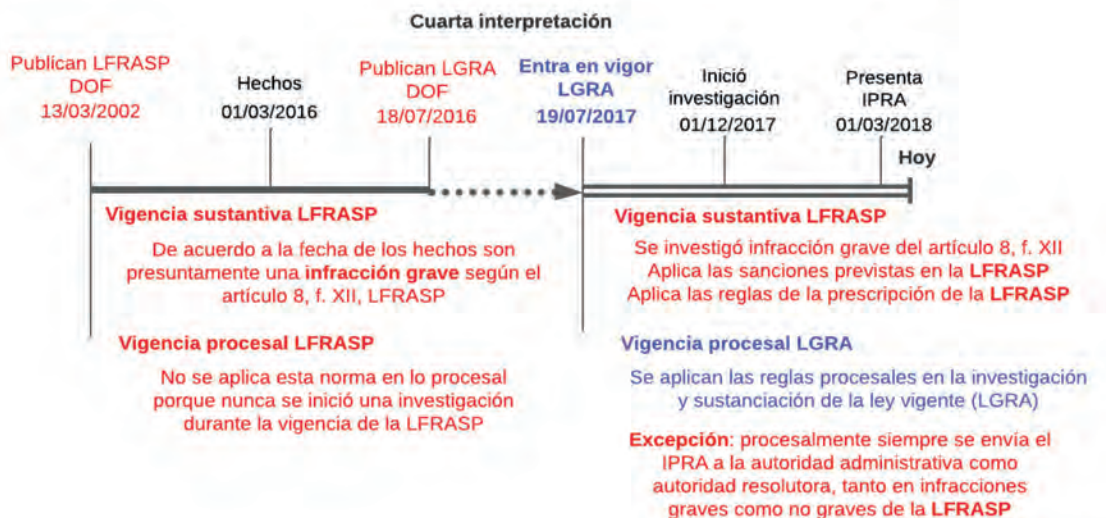 Cuarta interpretación
Publican LFRASP
DOF
13/03/2002
Hechos
01/03/2016
Publican LGRA
DOF
18/07/2016
Entra en vigor
LGRA
19/07/2017
Inició
investigación
01/12/2017
Presenta
IPRA
01/03/2018
Hoy
Vigencia sustantiva LFRASP
De acuerdo a la fecha de los hechos son
presuntamente una infracción grave según el
artículo 8, f. XII, LFRASP
Vigencia procesal LFRASP
No se aplica esta norma en lo procesal
porque nunca se inició una investigación
durante la vigencia de la LFRASP
Vigencia sustantiva LFRASP
Se investigó infracción grave del artículo 8, f. XII
Aplica las sanciones previstas en la LFRASP
Aplica las reglas de la prescripción de la LFRASP
Vigencia procesal LGRA
Se aplican las reglas procesales en la investigación
y sustanciación de la ley vigente (LGRA)
Excepción: procesalmente siempre se envia el
IPRA a la autoridad administrativa como
autoridad resolutora, tanto en infracciones
graves como no graves de la LFRASP